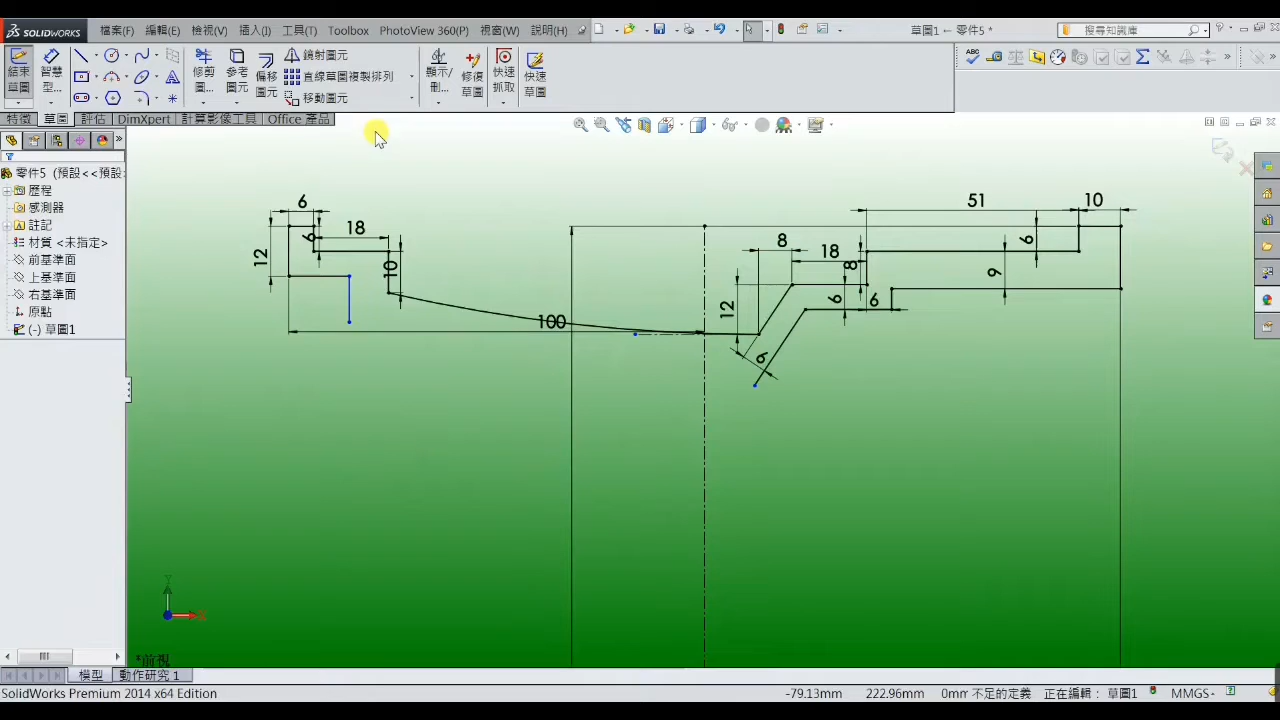 SOLIDWORKS 檔案(F) 編輯(E) 檢視(V) 插入(I) 工具(T) Toolbox PhotoView 360(P) 視窗(W) 說明(H) 草圖1 ← 零件5 * 搜尋知識庫
結束草圖 智慧型... 修剪圖... 參考圖元 偏移圖元 鏡射圖元 直線草圖複製排列 移動圖元 顯示/刪... 修復草圖 快速抓取 快速草圖
特徵 草圖 評估 DimXpert 計算影像工具 Office 產品
零件5 (預設<<預設
歷程
感測器
註記
材質 <未指定>
前基準面
上基準面
右基準面
原點
(-) 草圖1
6 51 10
18 6
12 6 8 18 6
10 8 9
12 6 6
100
6
Y
X
*前視
模型 動作研究 1
SolidWorks Premium 2014 x64 Edition -79.13mm 222.96mm 0mm 不足的定義 正在編輯： 草圖1 MMGS